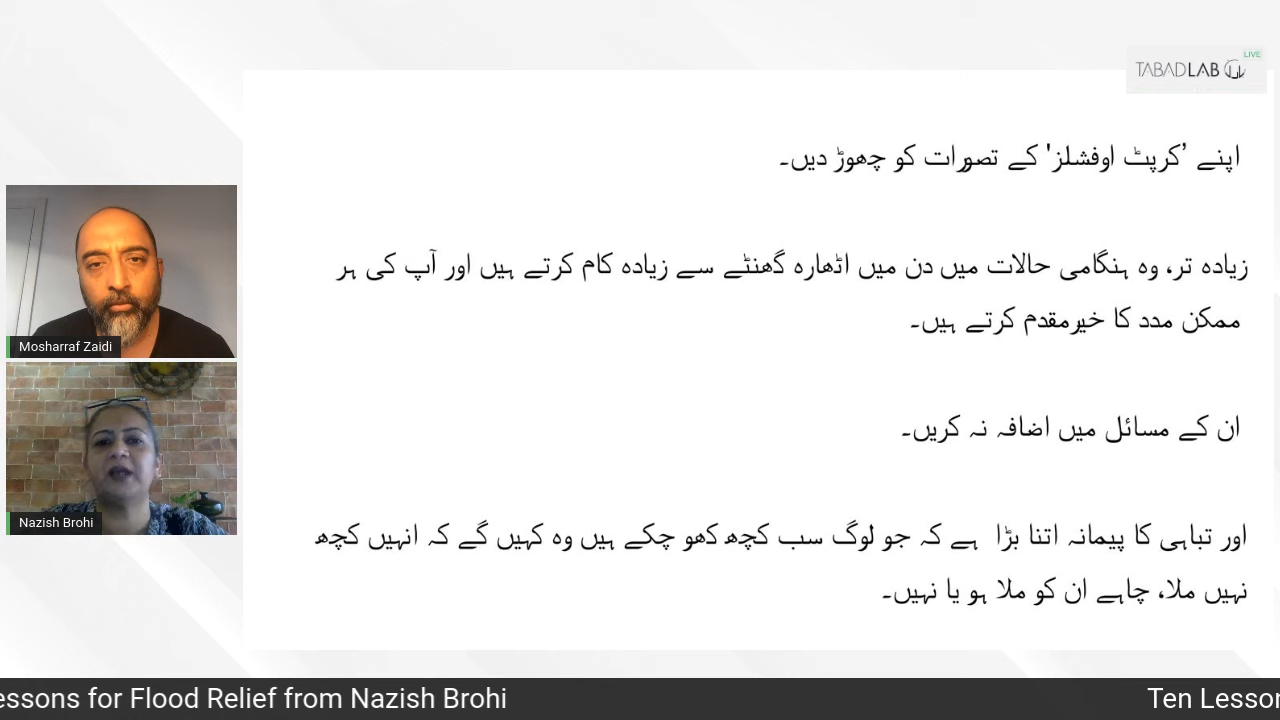 LIVE
TABADLAB
اپنے ’کرپٹ اوفشلز' کے تصورات کو چھوڑ دیں۔
زیادہ تر، وہ ہنگامی حالات میں دن میں اٹھارہ گھنٹے سے زیادہ کام کرتے ہیں اور آپ کی ہر
ممکن مدد کا خیرمقدم کرتے ہیں۔
ان کے مسائل میں اضافہ نہ کریں۔
اور تباہی کا پیمانہ اتنا بڑا ہے کہ جو لوگ سب کچھ کھو چکے ہیں وہ کہیں گے کہ انہیں کچھ
نہیں ملا، چاہے ان کو ملا ہو یا نہیں۔
Mosharraf Zaidi
Nazish Brohi
essons for Flood Relief from Nazish Brohi
Ten Lesson